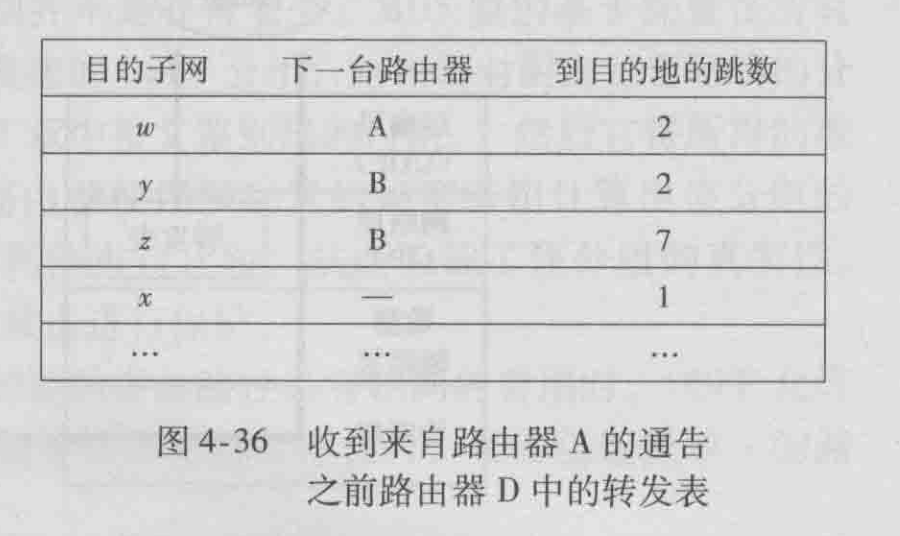 目的子网 下一台路由器 到目的地的跳数
w A 2
y B 2
z B 7
x — 1
… … …
图 4-36 收到来自路由器 A 的通告
之前路由器 D 中的转发表